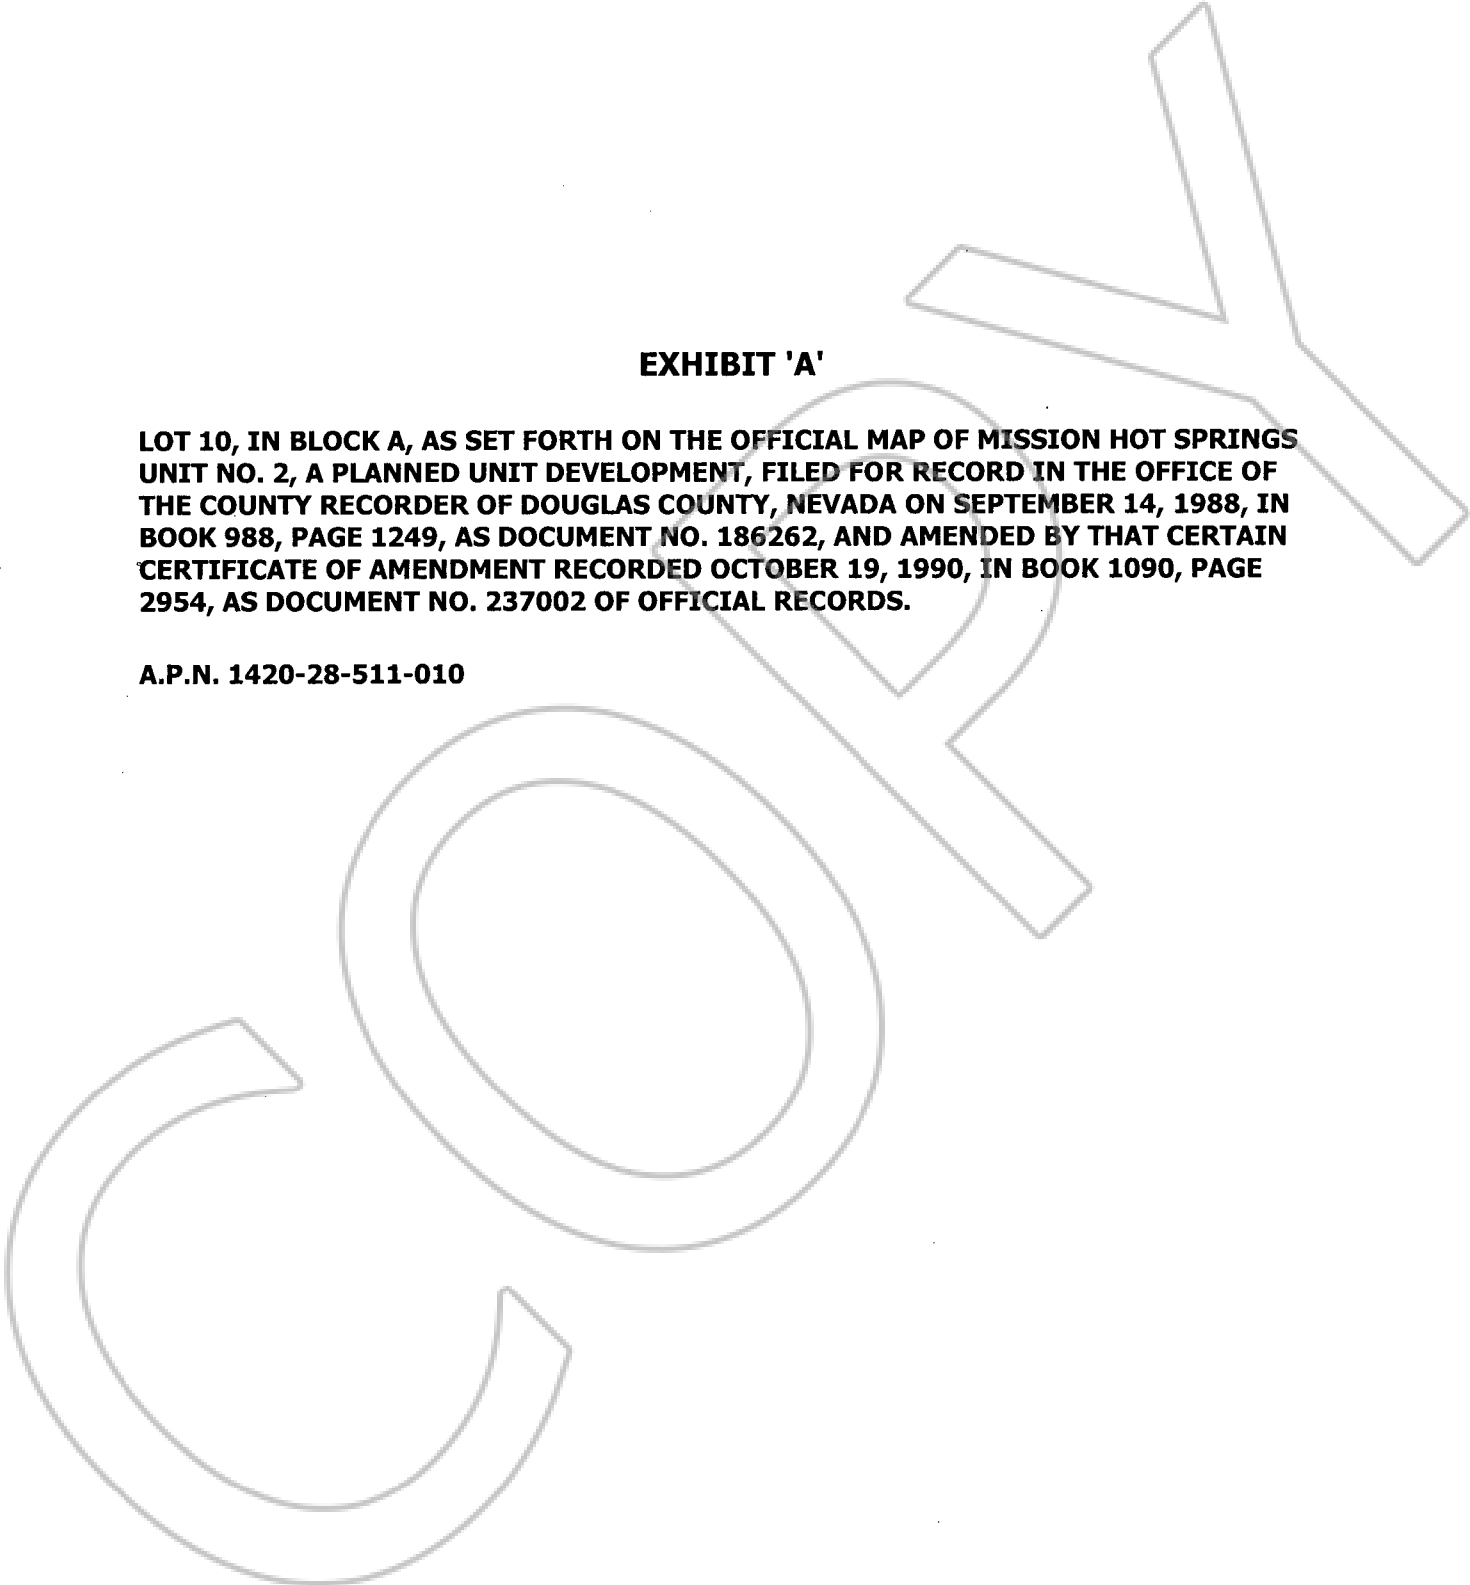 EXHIBIT 'A'
LOT 10, IN BLOCK A, AS SET FORTH ON THE OFFICIAL MAP OF MISSION HOT SPRINGS
UNIT NO. 2, A PLANNED UNIT DEVELOPMENT, FILED FOR RECORD IN THE OFFICE OF
THE COUNTY RECORDER OF DOUGLAS COUNTY, NEVADA ON SEPTEMBER 14, 1988, IN
BOOK 988, PAGE 1249, AS DOCUMENT NO. 186262, AND AMENDED BY THAT CERTAIN
CERTIFICATE OF AMENDMENT RECORDED OCTOBER 19, 1990, IN BOOK 1090, PAGE
2954, AS DOCUMENT NO. 237002 OF OFFICIAL RECORDS.
A.P.N. 1420-28-511-010
COPY